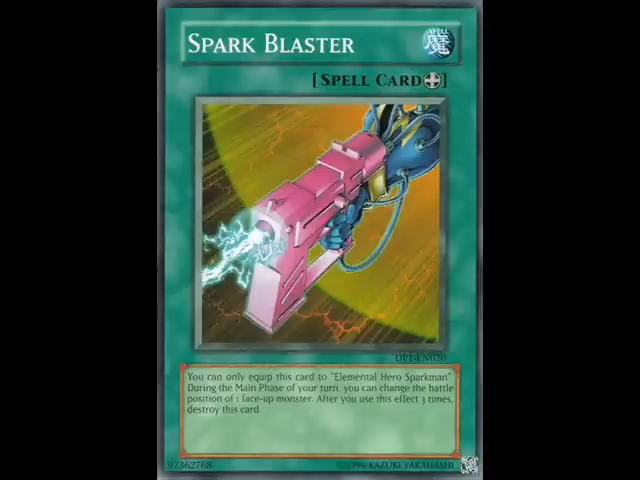 SPARK BLASTER
魔
[SPELL CARD]
DP1-EN020
You can only equip this card to "Elemental Hero Sparkman"
During the Main Phase of your turn, you can change the battle
position of 1 face-up monster. After you use this effect 3 times,
destroy this card.
97362768
©1996 KAZUKI TAKAHASHI